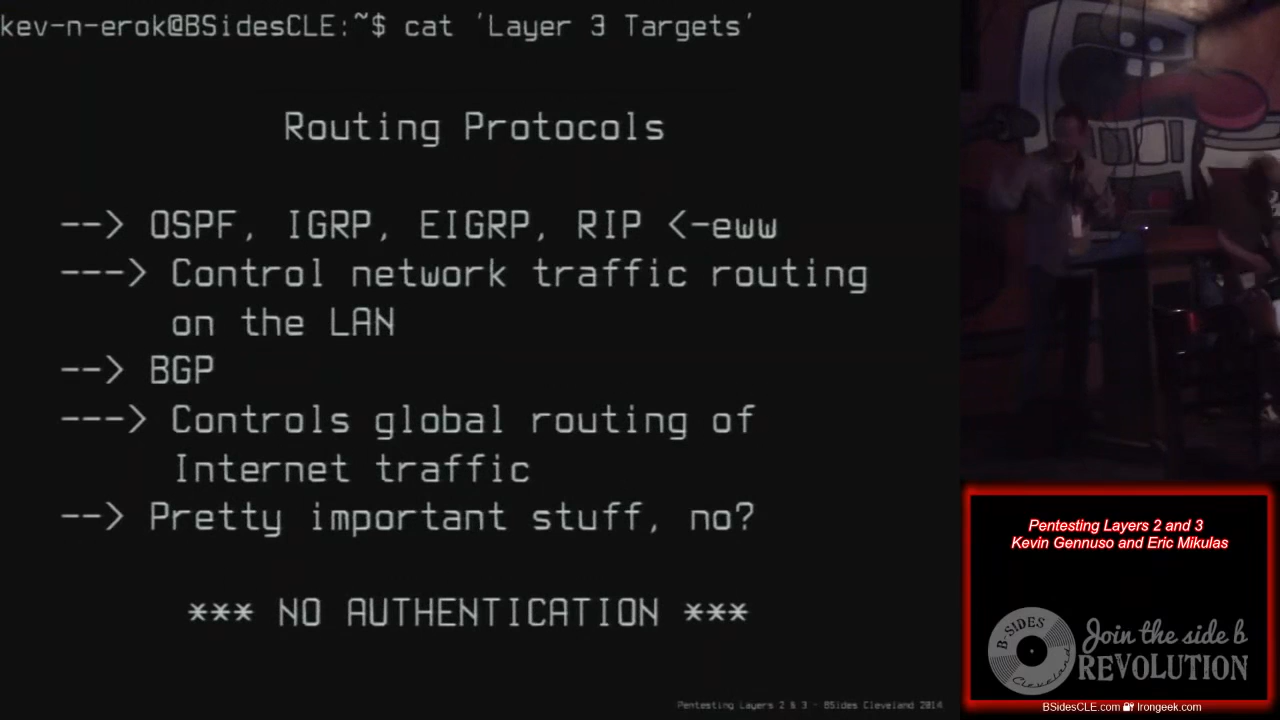 kev-n-erok@BSidesCLE:~$ cat 'Layer 3 Targets'
Routing Protocols
--> OSPF, IGRP, EIGRP, RIP <-eww
---> Control network traffic routing
on the LAN
--> BGP
---> Controls global routing of
Internet traffic
--> Pretty important stuff, no?
*** NO AUTHENTICATION ***
Pentesting Layers 2 & 3 - BSides Cleveland 2014
Pentesting Layers 2 and 3
Kevin Gennuso and Eric Mikulas
B-SIDES
Cleveland
Join the side b
REVOLUTION
BSidesCLE.com Irongeek.com